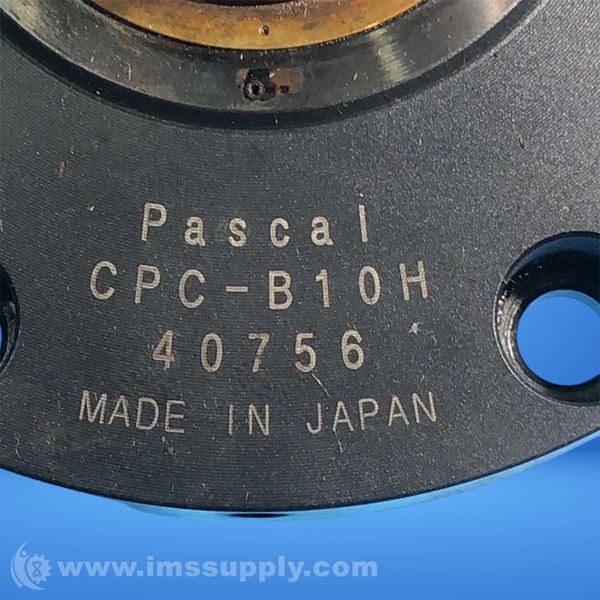 Pascal
CPC-B10H
40756
MADE IN JAPAN
www.imssupply.com